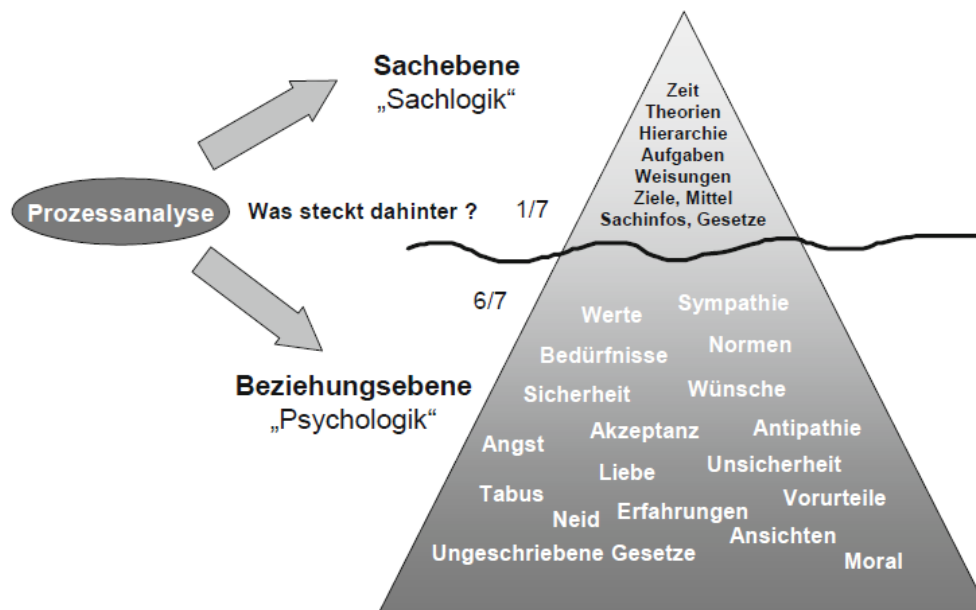 Sachebene
„Sachlogik“
Zeit
Theorien
Hierarchie
Aufgaben
Weisungen
Ziele, Mittel
Sachinfos, Gesetze
Prozessanalyse
Was steckt dahinter ?
1/7
6/7
Beziehungsebene
„Psychologik“
Werte
Sympathie
Bedürfnisse
Normen
Sicherheit
Wünsche
Angst
Akzeptanz
Antipathie
Liebe
Unsicherheit
Tabus
Neid
Erfahrungen
Vorurteile
Ansichten
Ungeschriebene Gesetze
Moral